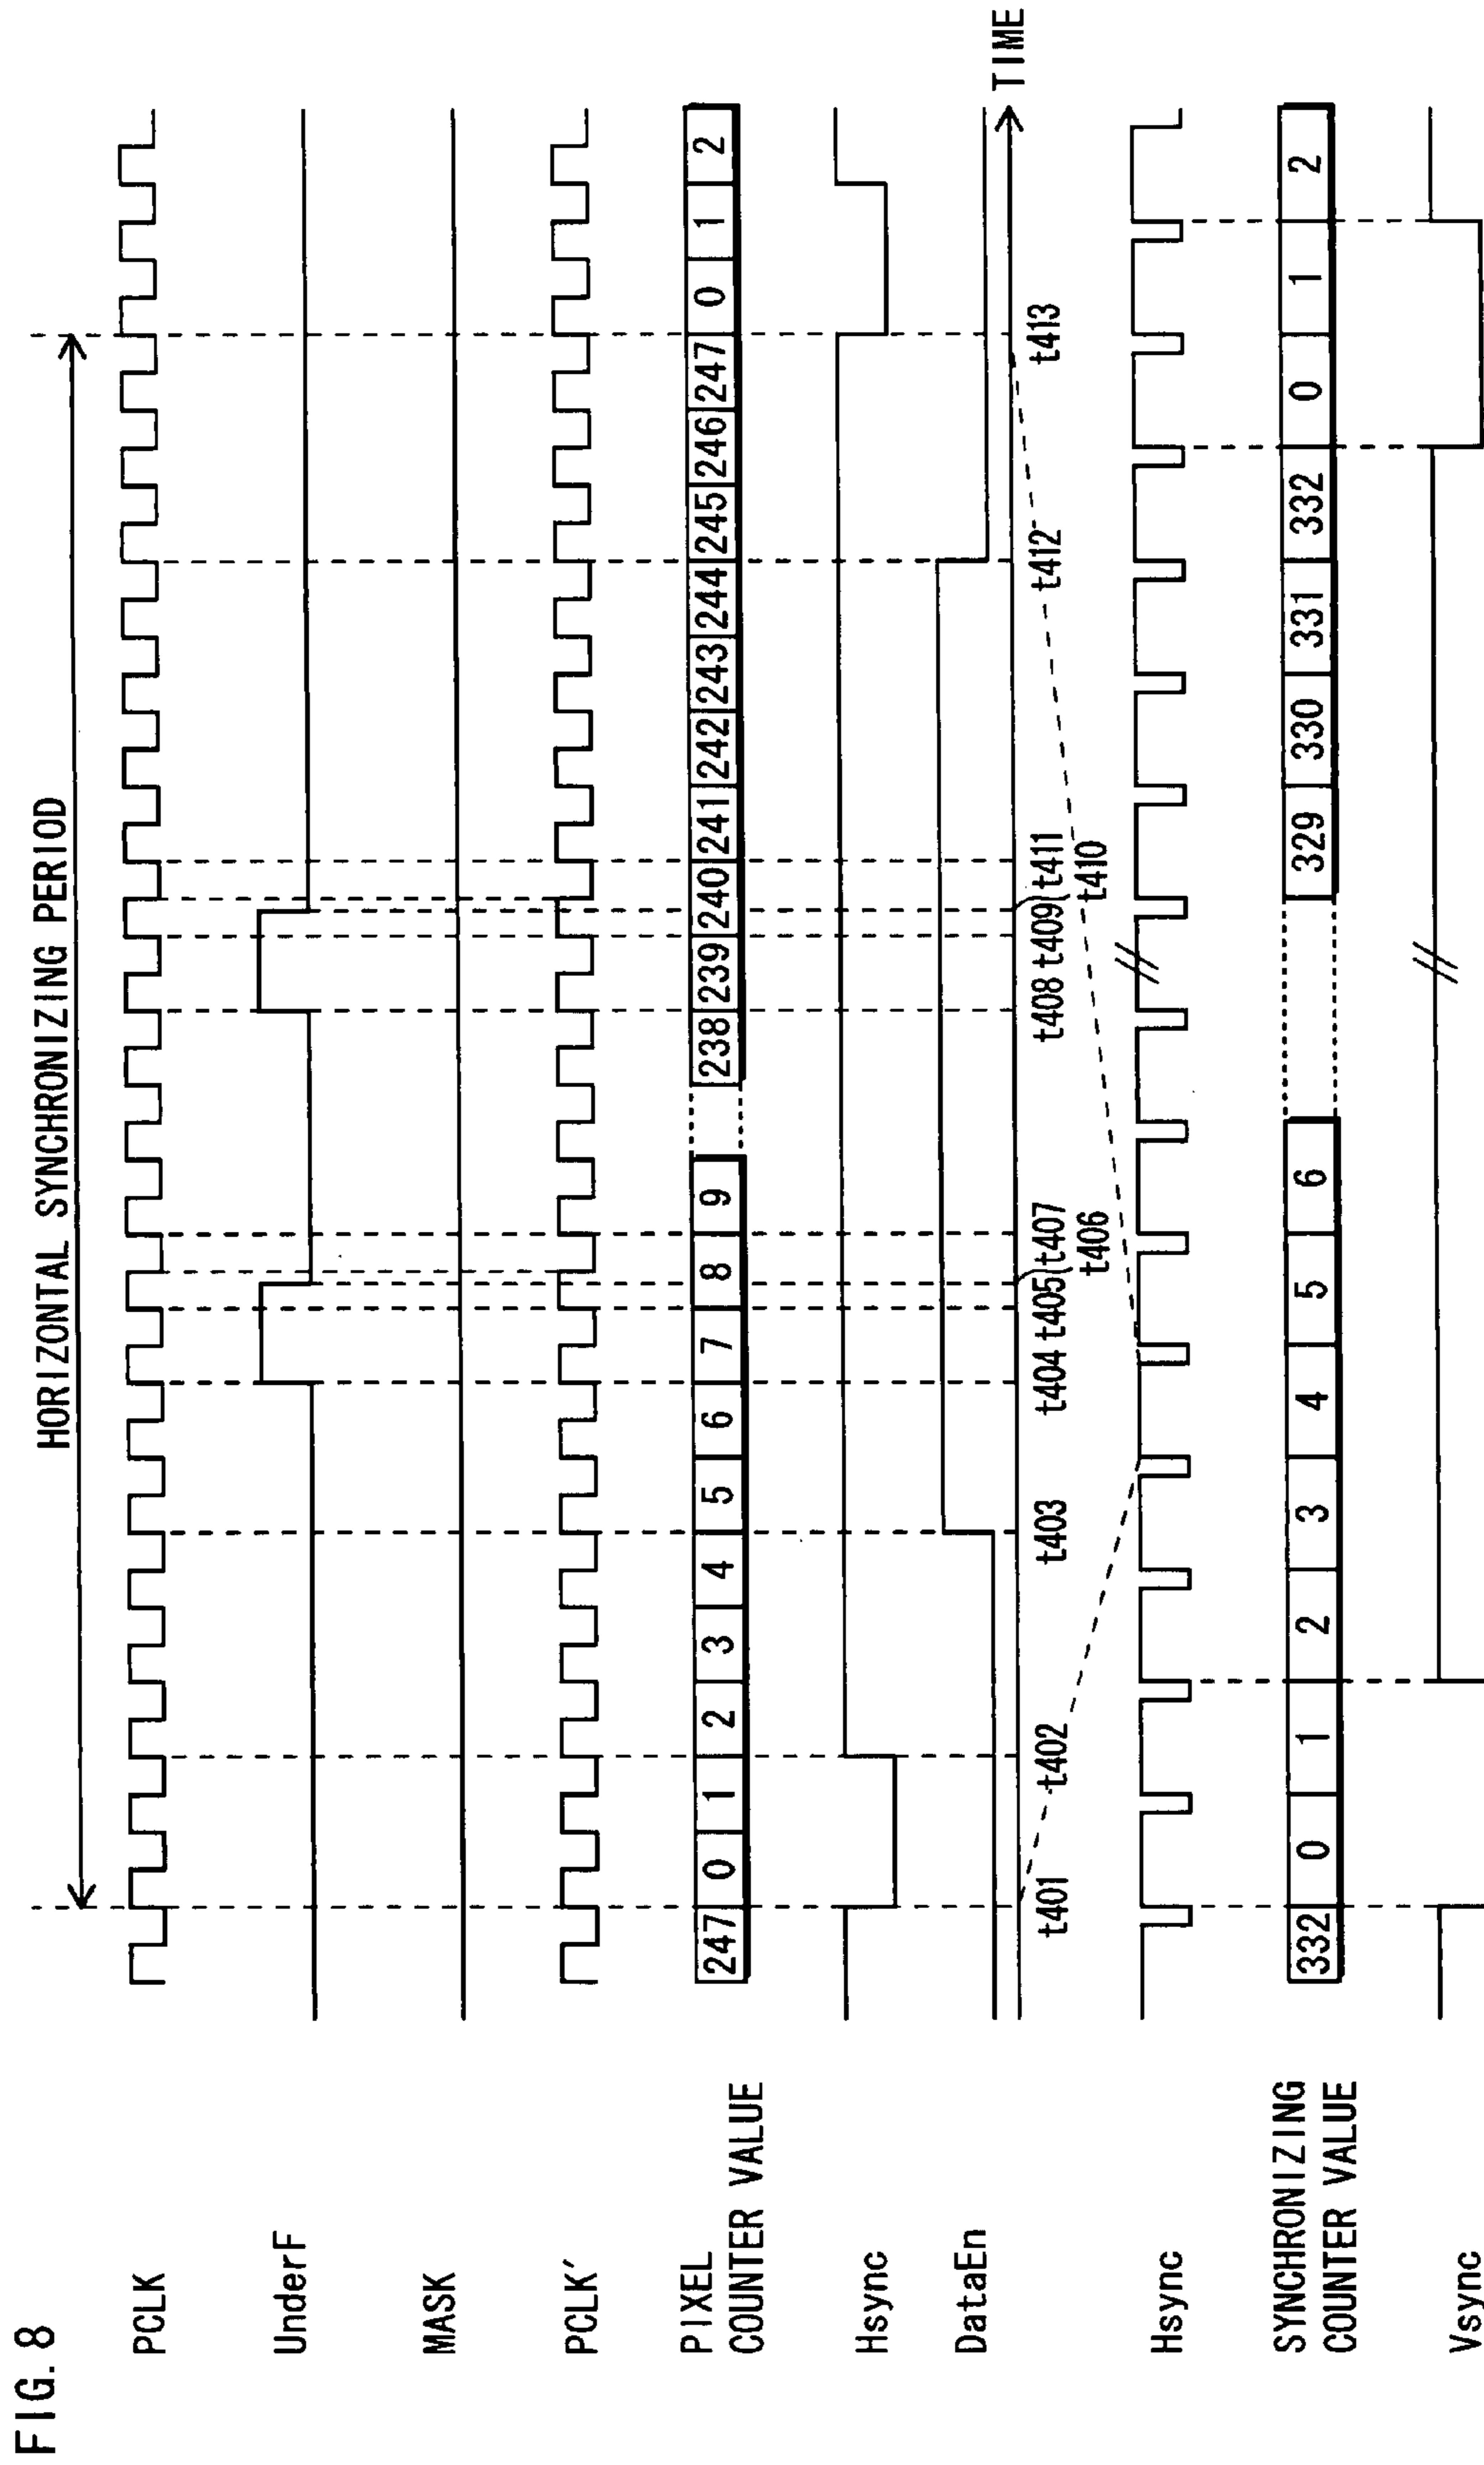 FIG. 8
HORIZONTAL SYNCHRONIZING PERIOD
PCLK
UnderF
MASK
PCLK′
PIXEL
COUNTER VALUE
247 0 1 2 3 4 5 6 7 8 9 238 239 240 241 242 243 244 245 246 247 0 1 2
Hsync
DataEn
TIME
t401 t402 t403 t404 t405 t407 t408 t409 t411 t412 t413
t406 t410
Hsync
SYNCHRONIZING
COUNTER VALUE
332 0 1 2 3 4 5 6 329 330 331 332 0 1 2
Vsync